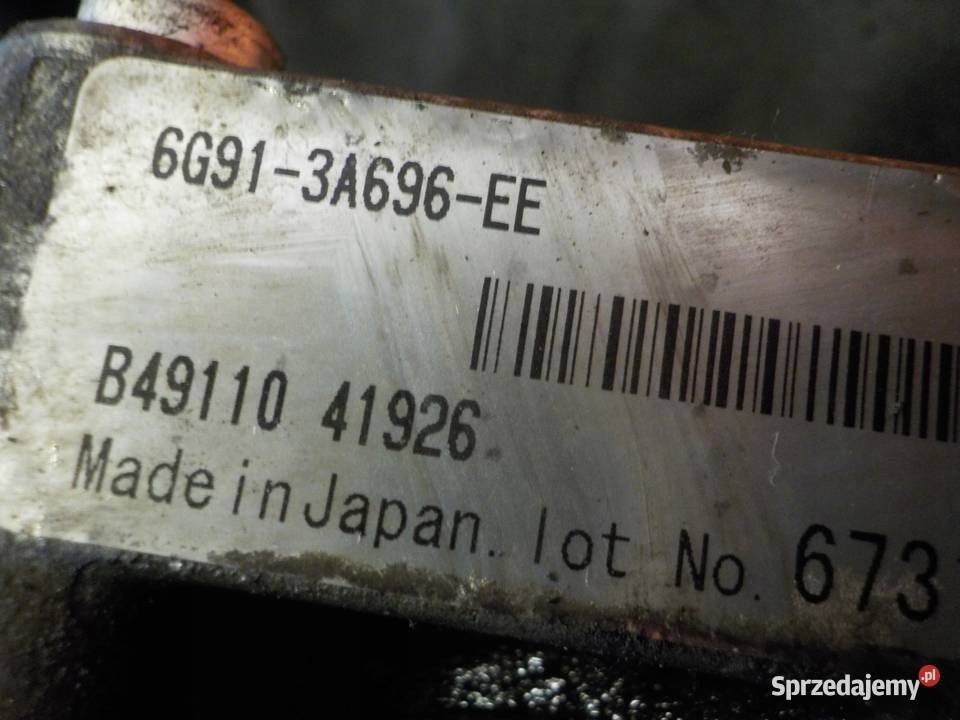 6G91-3A696-EE
B49110 41926
Made in Japan. lot No. 673
Sprzedajemy.pl